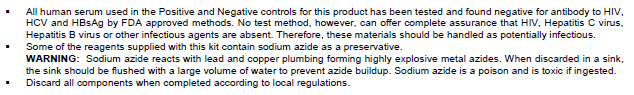 ▪ All human serum used in the Positive and Negative controls for this product has been tested and found negative for antibody to HIV,
HCV and HBsAg by FDA approved methods. No test method, however, can offer complete assurance that HIV, Hepatitis C virus,
Hepatitis B virus or other infectious agents are absent. Therefore, these materials should be handled as potentially infectious.
▪ Some of the reagents supplied with this kit contain sodium azide as a preservative.
WARNING: Sodium azide reacts with lead and copper plumbing forming highly explosive metal azides. When discarded in a sink,
the sink should be flushed with a large volume of water to prevent azide buildup. Sodium azide is a poison and is toxic if ingested.
▪ Discard all components when completed according to local regulations.